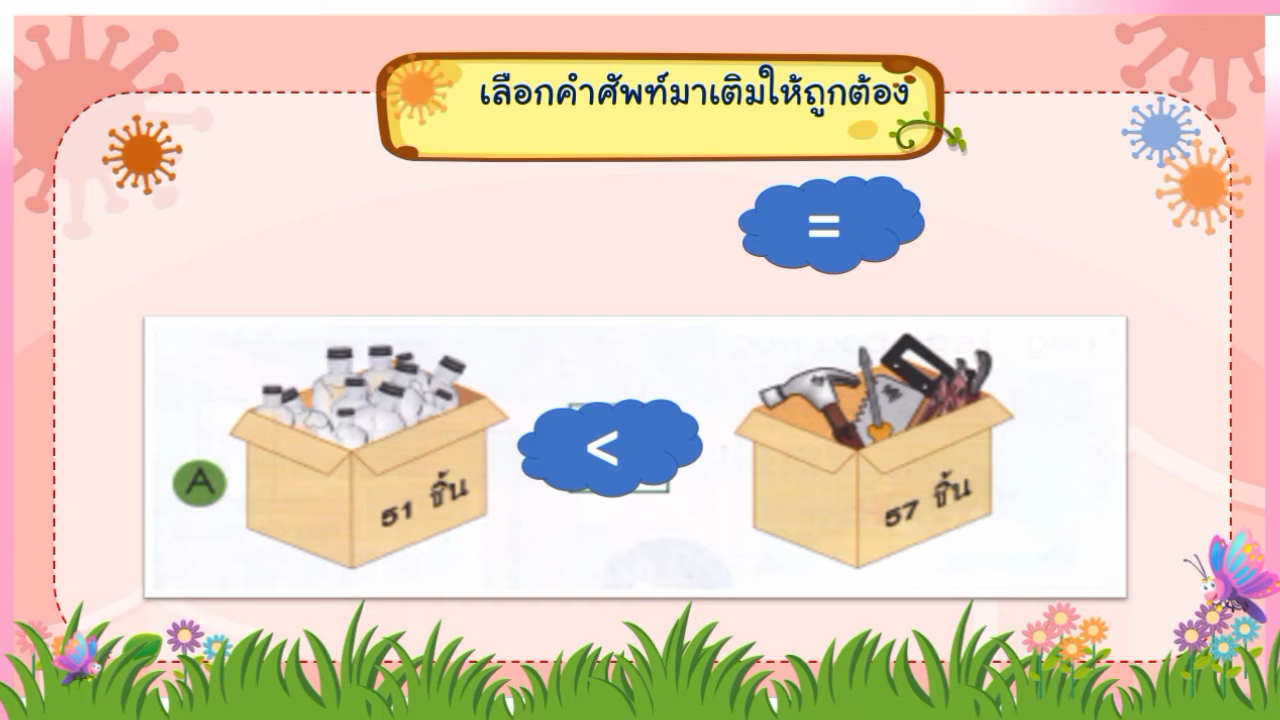 เลือกคำศัพท์มาเติมให้ถูกต้อง
=
<
A
51 ชิ้น
57 ชิ้น